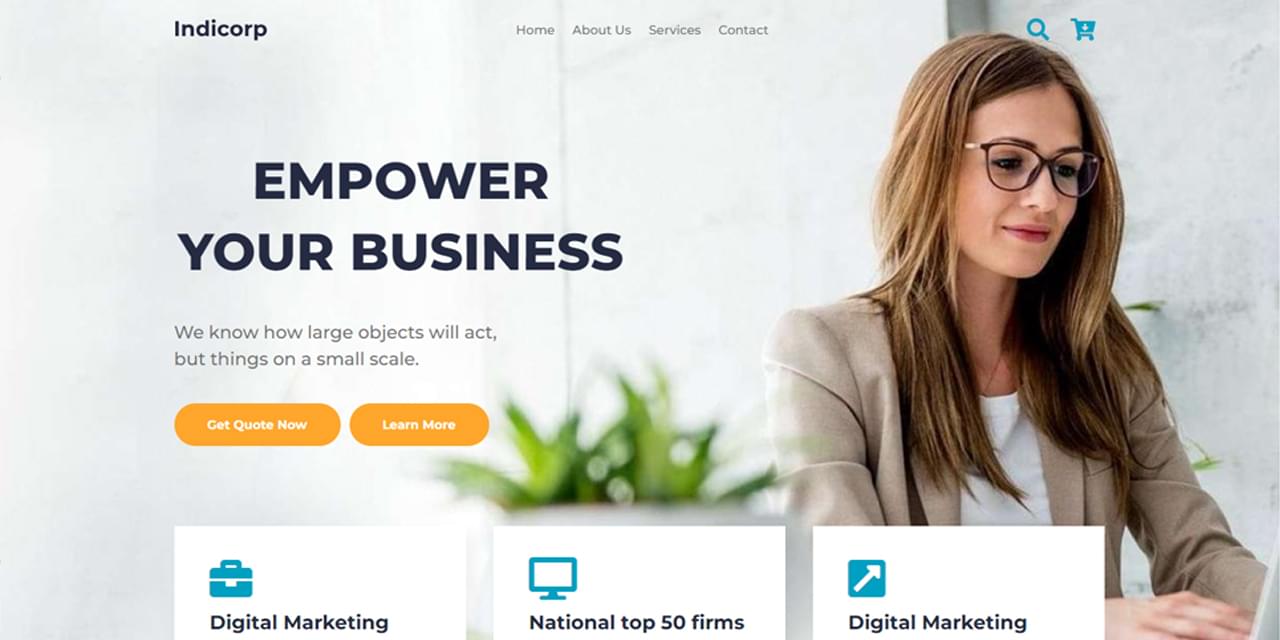 Indicorp
Home About Us Services Contact
EMPOWER
YOUR BUSINESS
We know how large objects will act,
but things on a small scale.
Get Quote Now Learn More
Digital Marketing National top 50 firms Digital Marketing